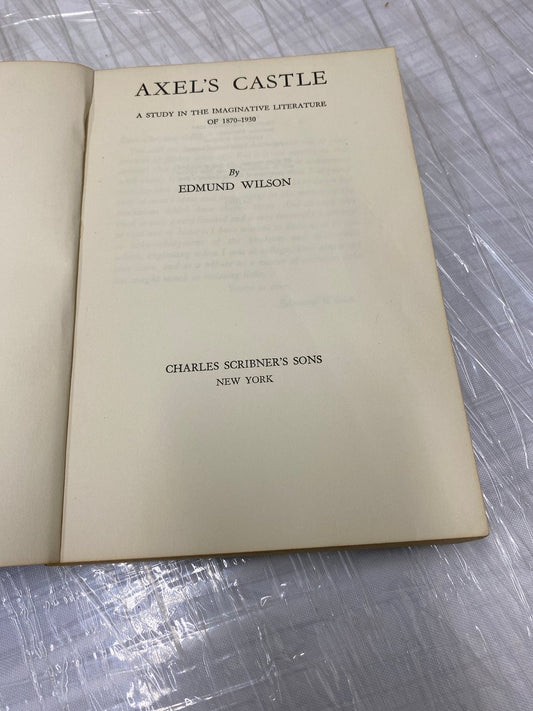 AXEL'S CASTLE
A STUDY IN THE IMAGINATIVE LITERATURE
OF 1870–1930
By
EDMUND WILSON
CHARLES SCRIBNER'S SONS
NEW YORK